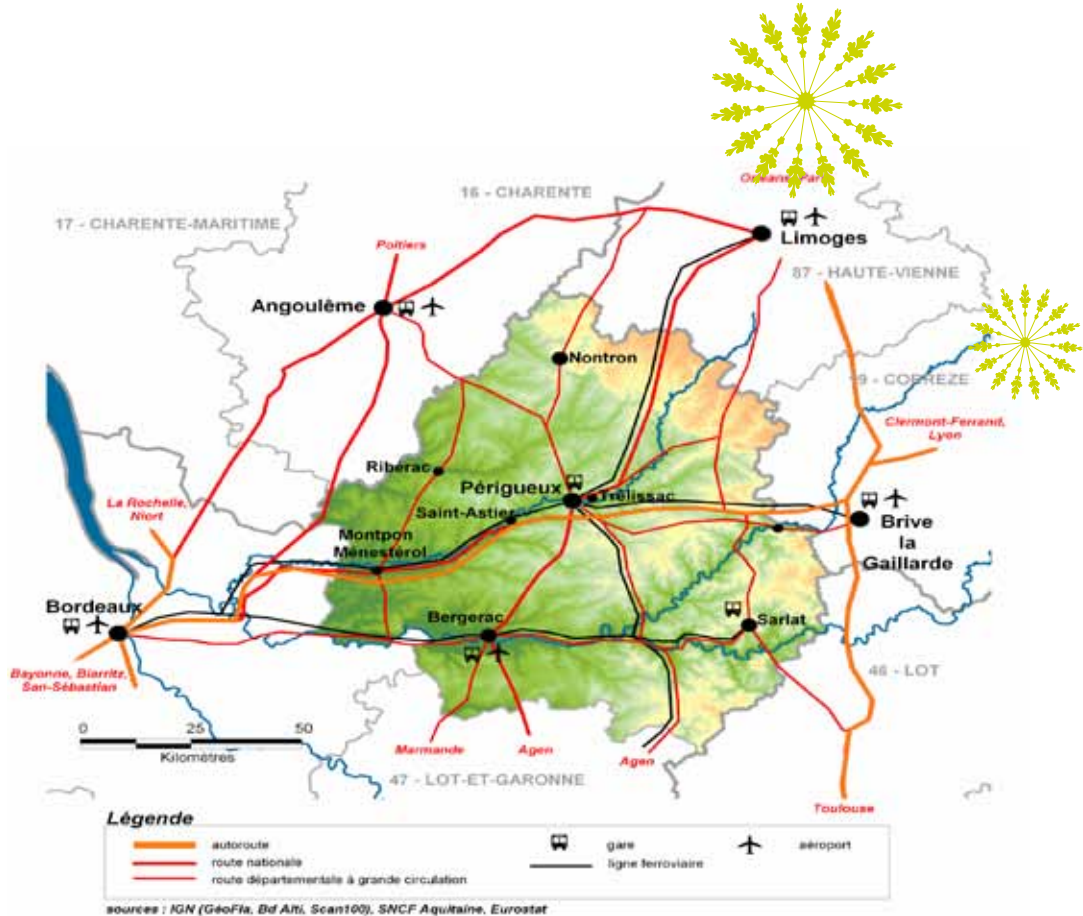 16 - CHARENTE
17 - CHARENTE-MARITIME
Poitiers
Limoges
87 - HAUTE-VIENNE
Angoulême
Nontron
19 - CORREZE
Clermont-Ferrand,
Lyon
Ribérac
Périgueux
Trélissac
La Rochelle,
Niort
Saint-Astier
Brive
la
Gaillarde
Montpon
Ménestérol
Bordeaux
Bergerac
Sarlat
Bayonne, Biarritz,
San-Sébastian
46 - LOT
0 25 50
Kilomètres
Marmande
Agen
Agen
47 - LOT-ET-GARONNE
Toulouse
Légende
autoroute
gare
aéroport
route nationale
ligne ferroviaire
route départementale à grande circulation
sources : IGN (GéoFla, Bd Alti, Scan100), SNCF Aquitaine, Eurostat